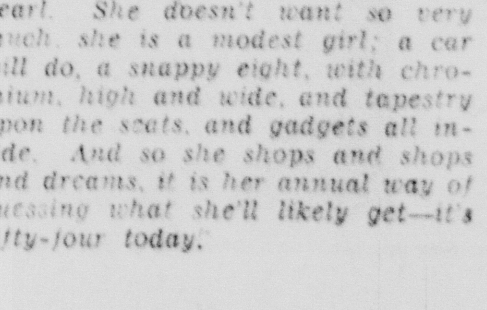 earl. She doesn't want so very
uch, she is a modest girl; a car
ill do, a snappy eight, with chro-
ium, high and wide, and tapestry
pon the seats, and gadgets all in-
de. And so she shops and shops
nd dreams, it is her annual way of
uessing what she'll likely get—it's
fty-four today.